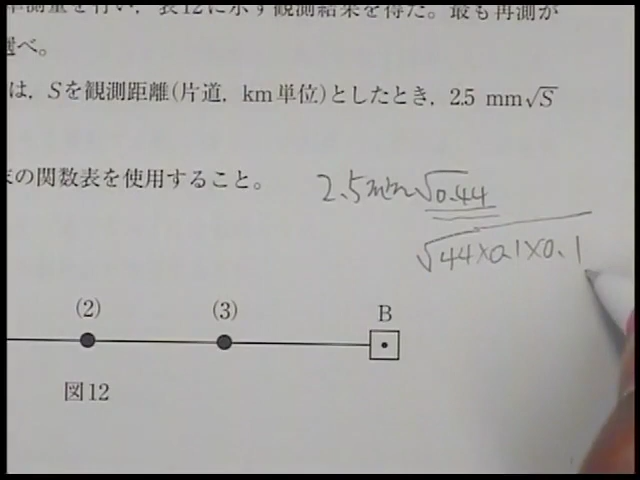 準測量を行い，表12に示す観測結果を得た。最も再測が
選べ。
は，Sを観測距離(片道，km単位)としたとき，2.5 mm√S
末の関数表を使用すること。
2.5mm√0.44
√44×0.1×0.1
(2) (3) B
図12